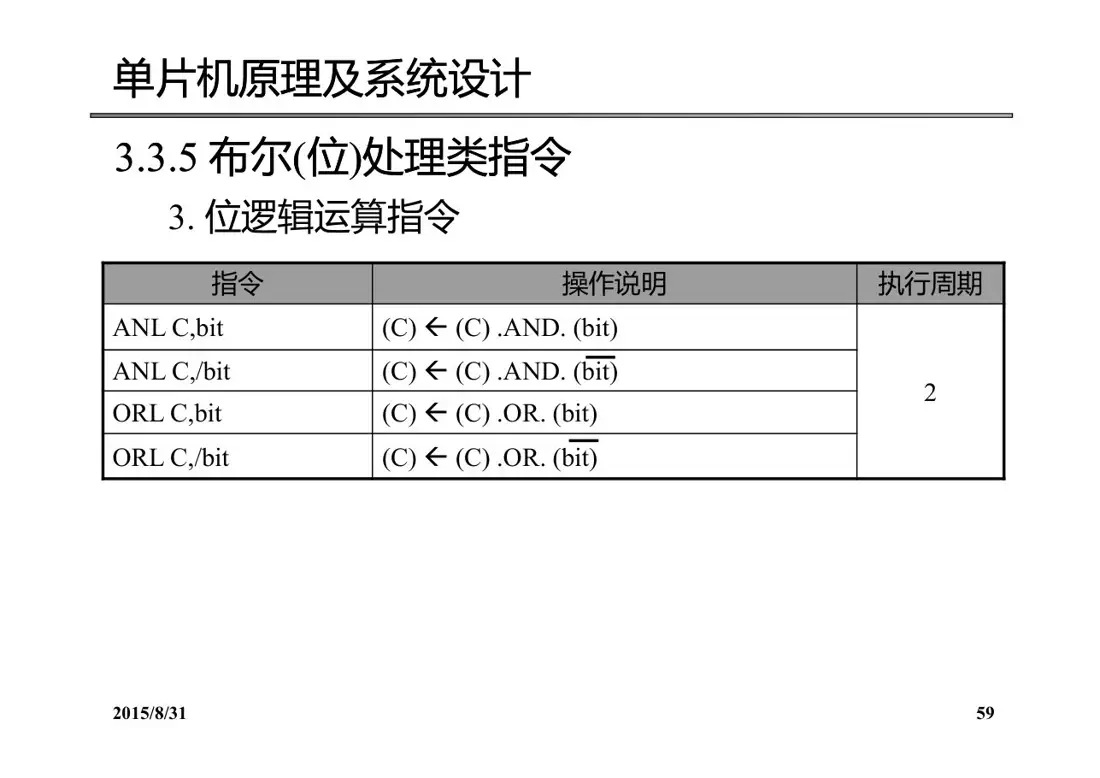 单片机原理及系统设计
3.3.5 布尔(位)处理类指令
3. 位逻辑运算指令
指令 操作说明 执行周期
ANL C,bit (C) ← (C) .AND. (bit)
ANL C,/bit (C) ← (C) .AND. (b̅i̅t̅)
2
ORL C,bit (C) ← (C) .OR. (bit)
ORL C,/bit (C) ← (C) .OR. (b̅i̅t̅)
2015/8/31 59